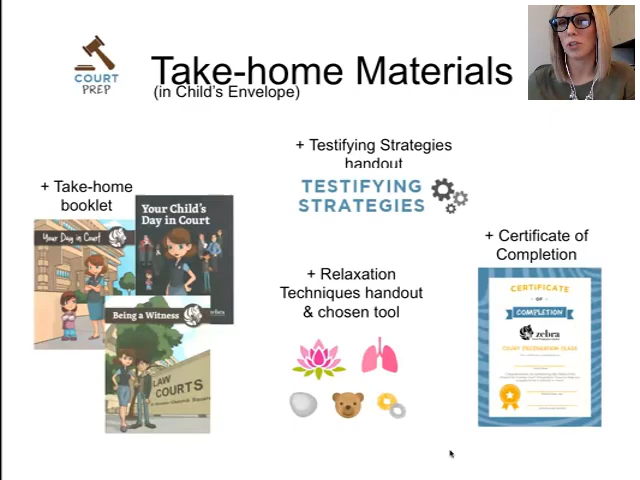 COURT
PREP
Take-home Materials
(in Child's Envelope)
+ Testifying Strategies
handout
TESTIFYING
STRATEGIES
+ Take-home
booklet
Your Child's
Day in Court
Your Day in Court
zebra
Being a Witness
LAW
COURTS
+ Relaxation
Techniques handout
& chosen tool
+ Certificate of
Completion
CERTIFICATE
OF
COMPLETION
zebra
COURT PREPARATION CLASS